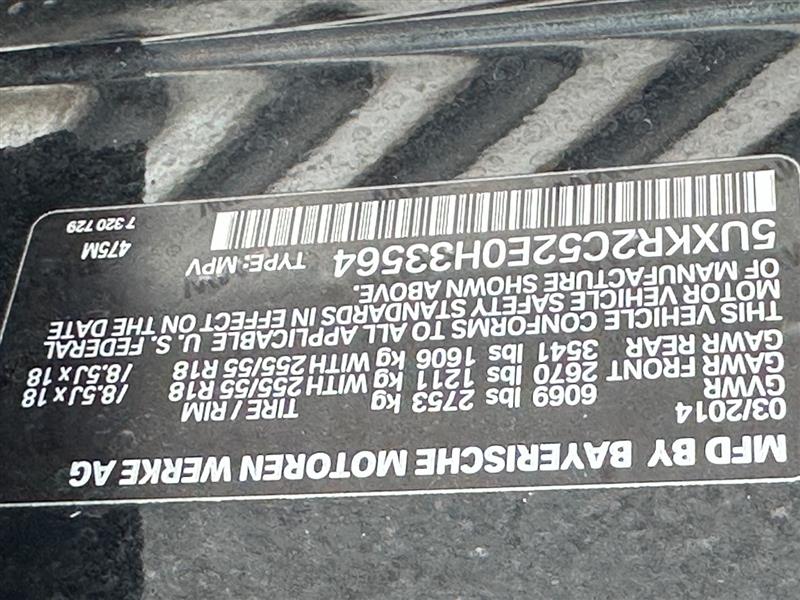 MFD BY BAYERISCHE MOTOREN WERKE AG
03/2014
GVWR 6069 lbs 2753 kg TIRE / RIM
GAWR FRONT 2670 lbs 1211 kg WITH 255/55 R18 /8.5J x 18
GAWR REAR 3541 lbs 1606 kg WITH 255/55 R18 /8.5J x 18
THIS VEHICLE CONFORMS TO ALL APPLICABLE U.S. FEDERAL
MOTOR VEHICLE SAFETY STANDARDS IN EFFECT ON THE DATE
OF MANUFACTURE SHOWN ABOVE.
5UXKR2C52E0H33564 TYPE: MPV 475M
7 320 729